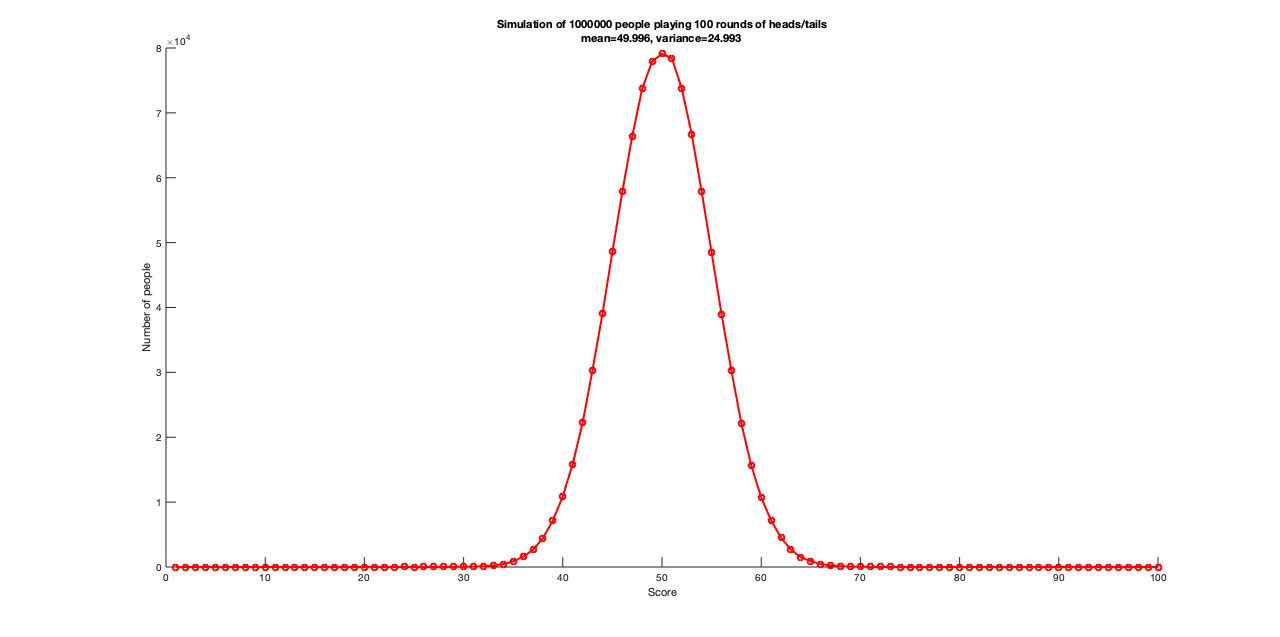 Simulation of 1000000 people playing 100 rounds of heads/tails
mean=49.996, variance=24.993
×10^4
8
7
6
5
4
3
2
1
0
Number of people
0 10 20 30 40 50 60 70 80 90 100
Score